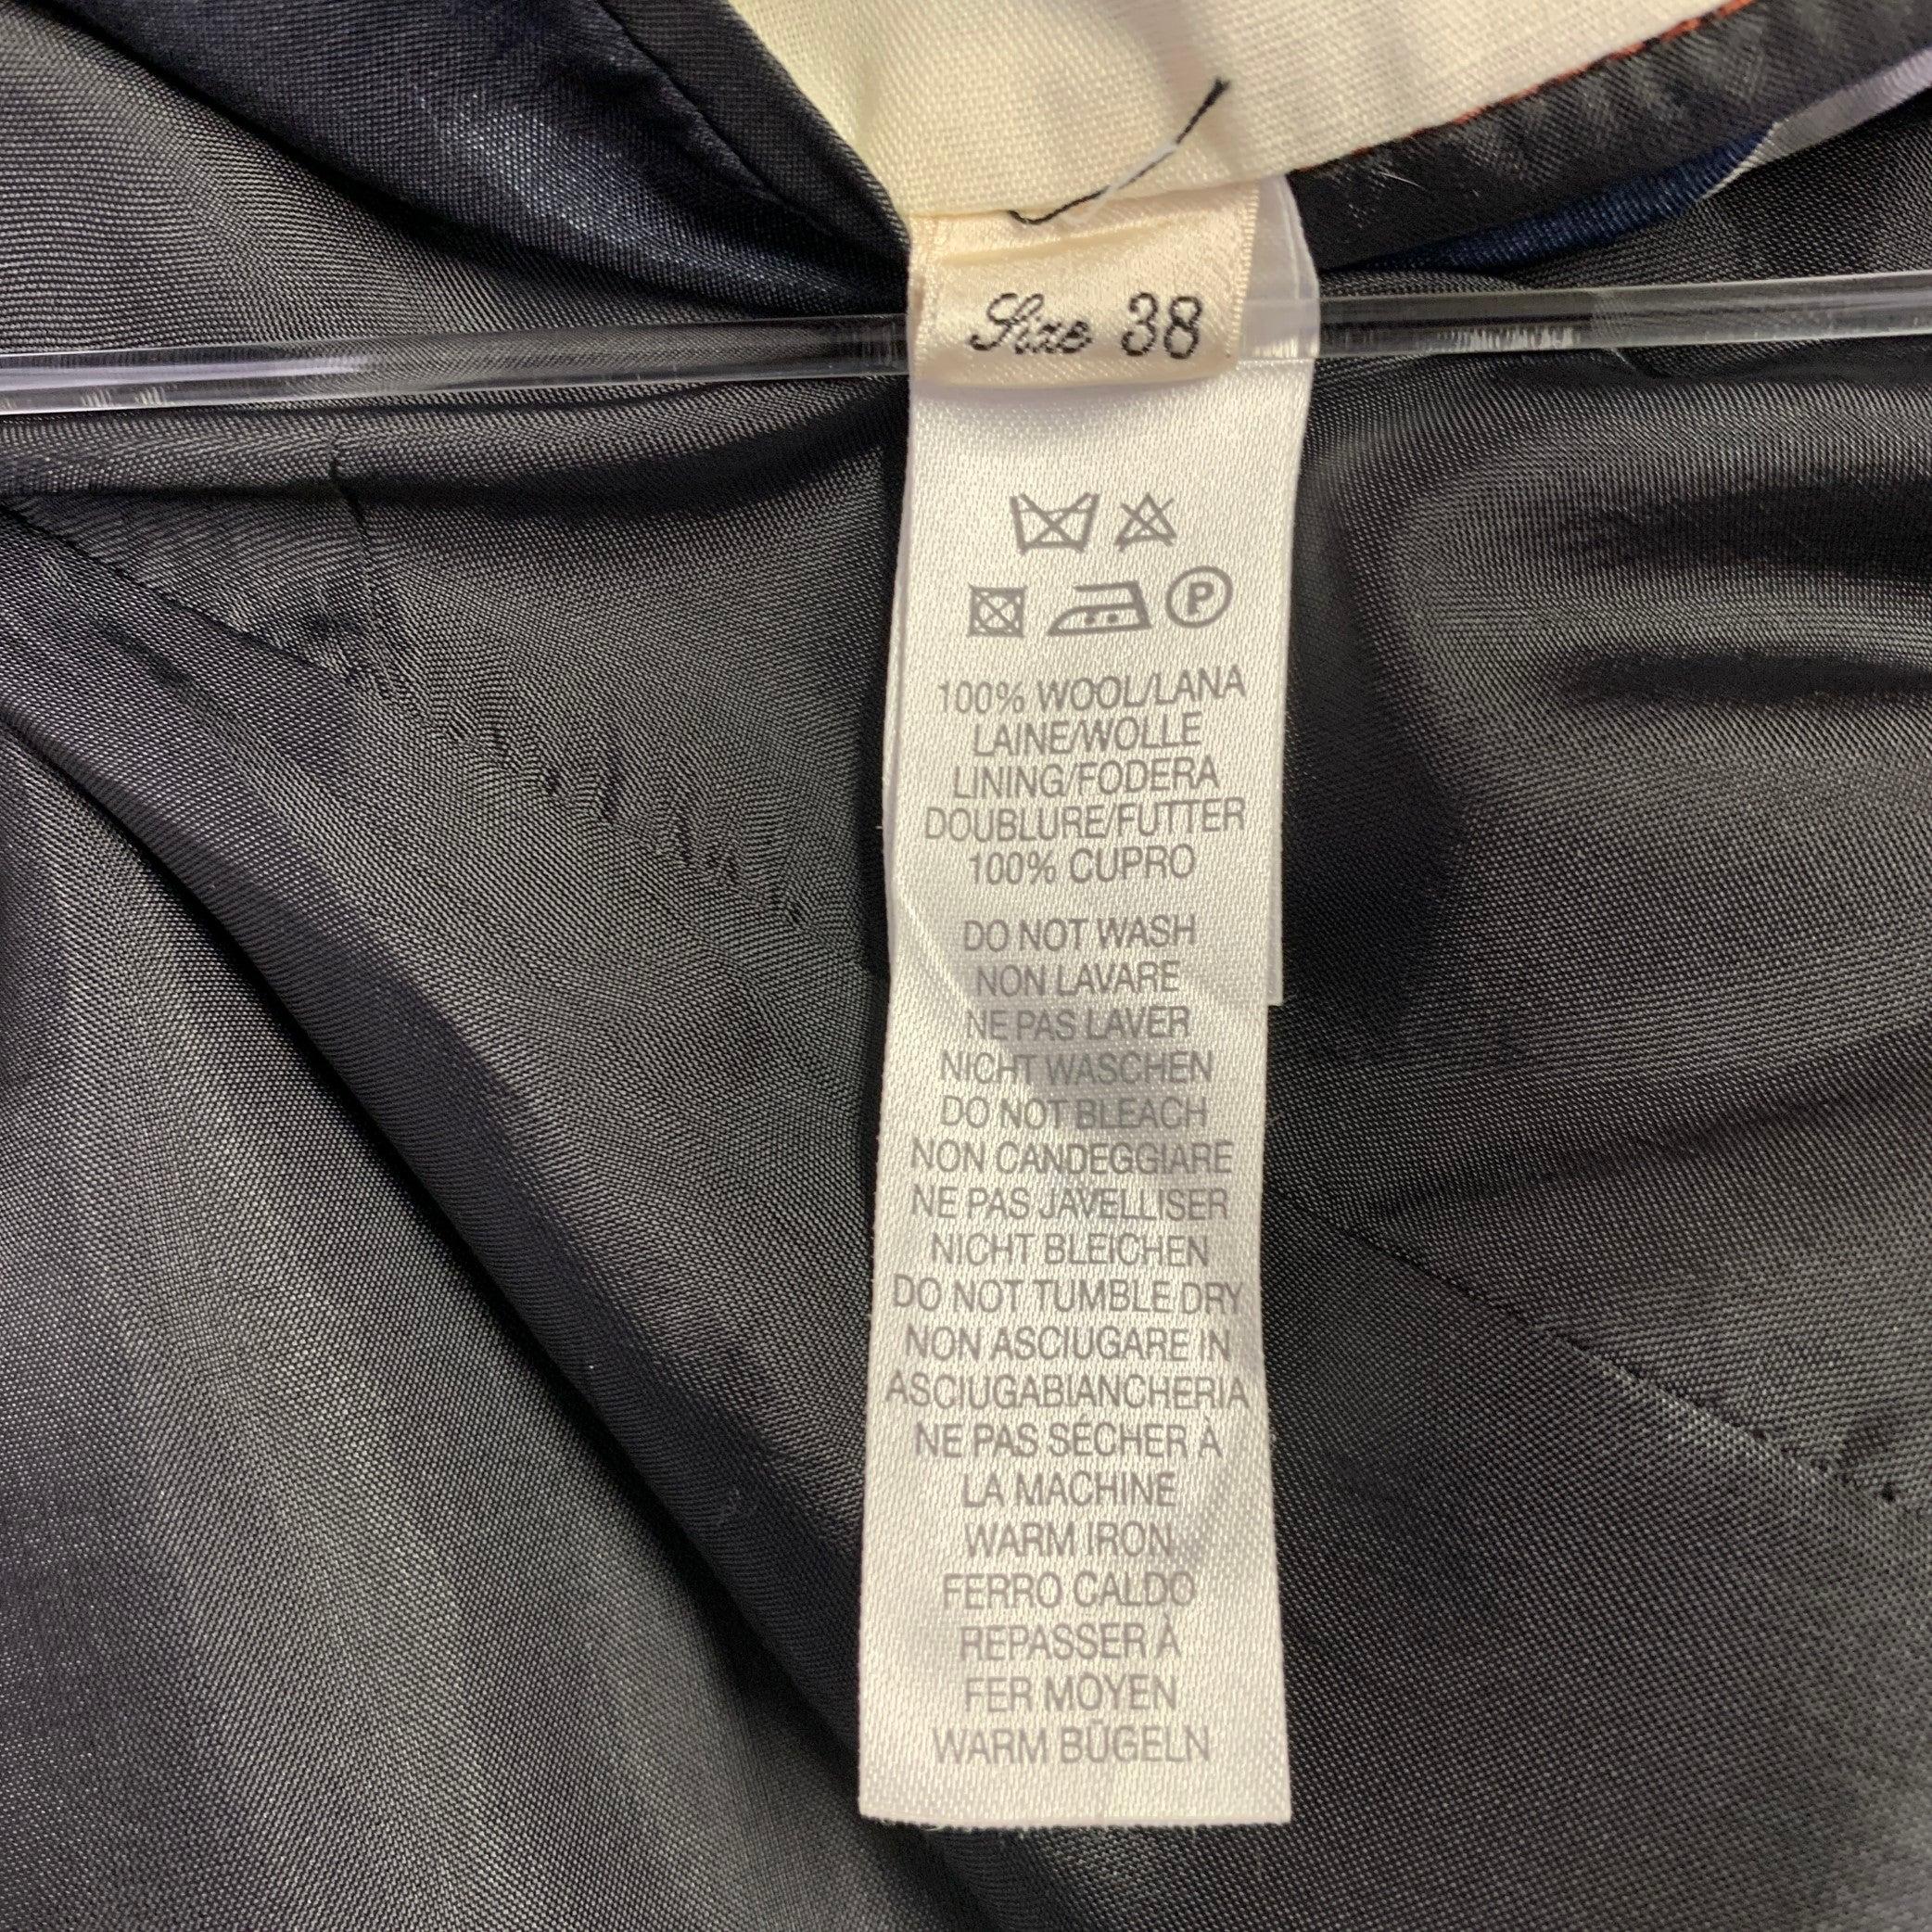 Size 38
P
100% WOOL/LANA
LAINE/WOLLE
LINING/FODERA
DOUBLURE/FUTTER
100% CUPRO
DO NOT WASH
NON LAVARE
NE PAS LAVER
NICHT WASCHEN
DO NOT BLEACH
NON CANDEGGIARE
NE PAS JAVELLISER
NICHT BLEICHEN
DO NOT TUMBLE DRY
NON ASCIUGARE IN
ASCIUGABIANCHERIA
NE PAS SÉCHER À
LA MACHINE
WARM IRON
FERRO CALDO
REPASSER À
FER MOYEN
WARM BÜGELN